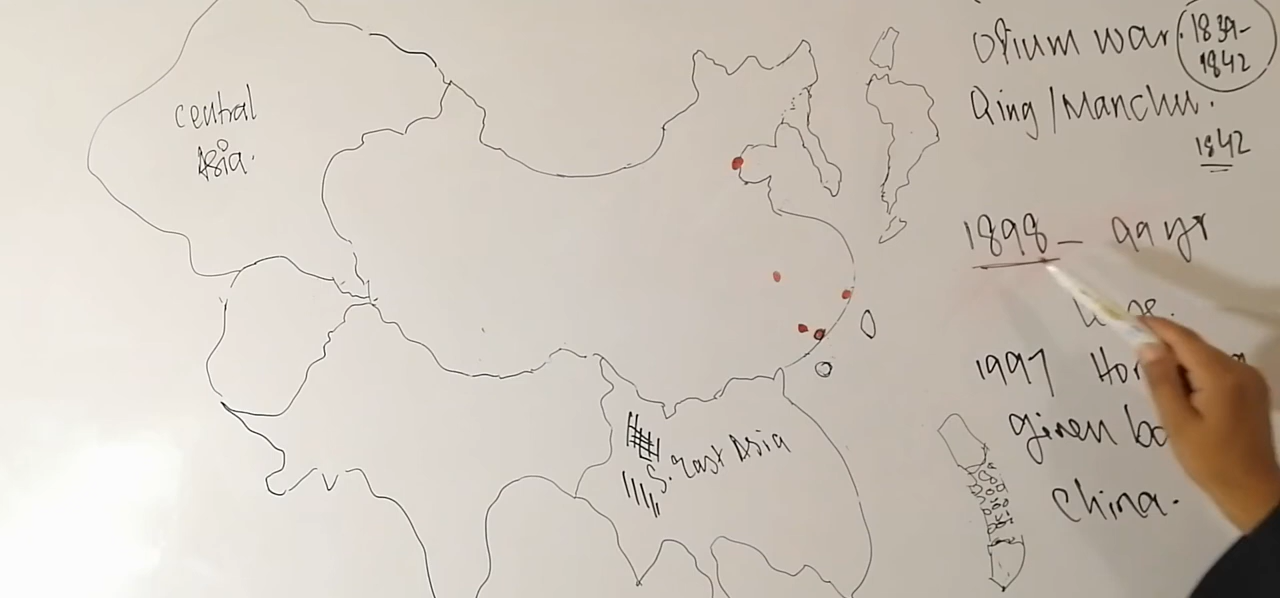 Central
Asia.
S. East Asia
Opium War. 1839-
1842
Qing/Manchu.
1842
1898 - 99 yr
1997
given
China.